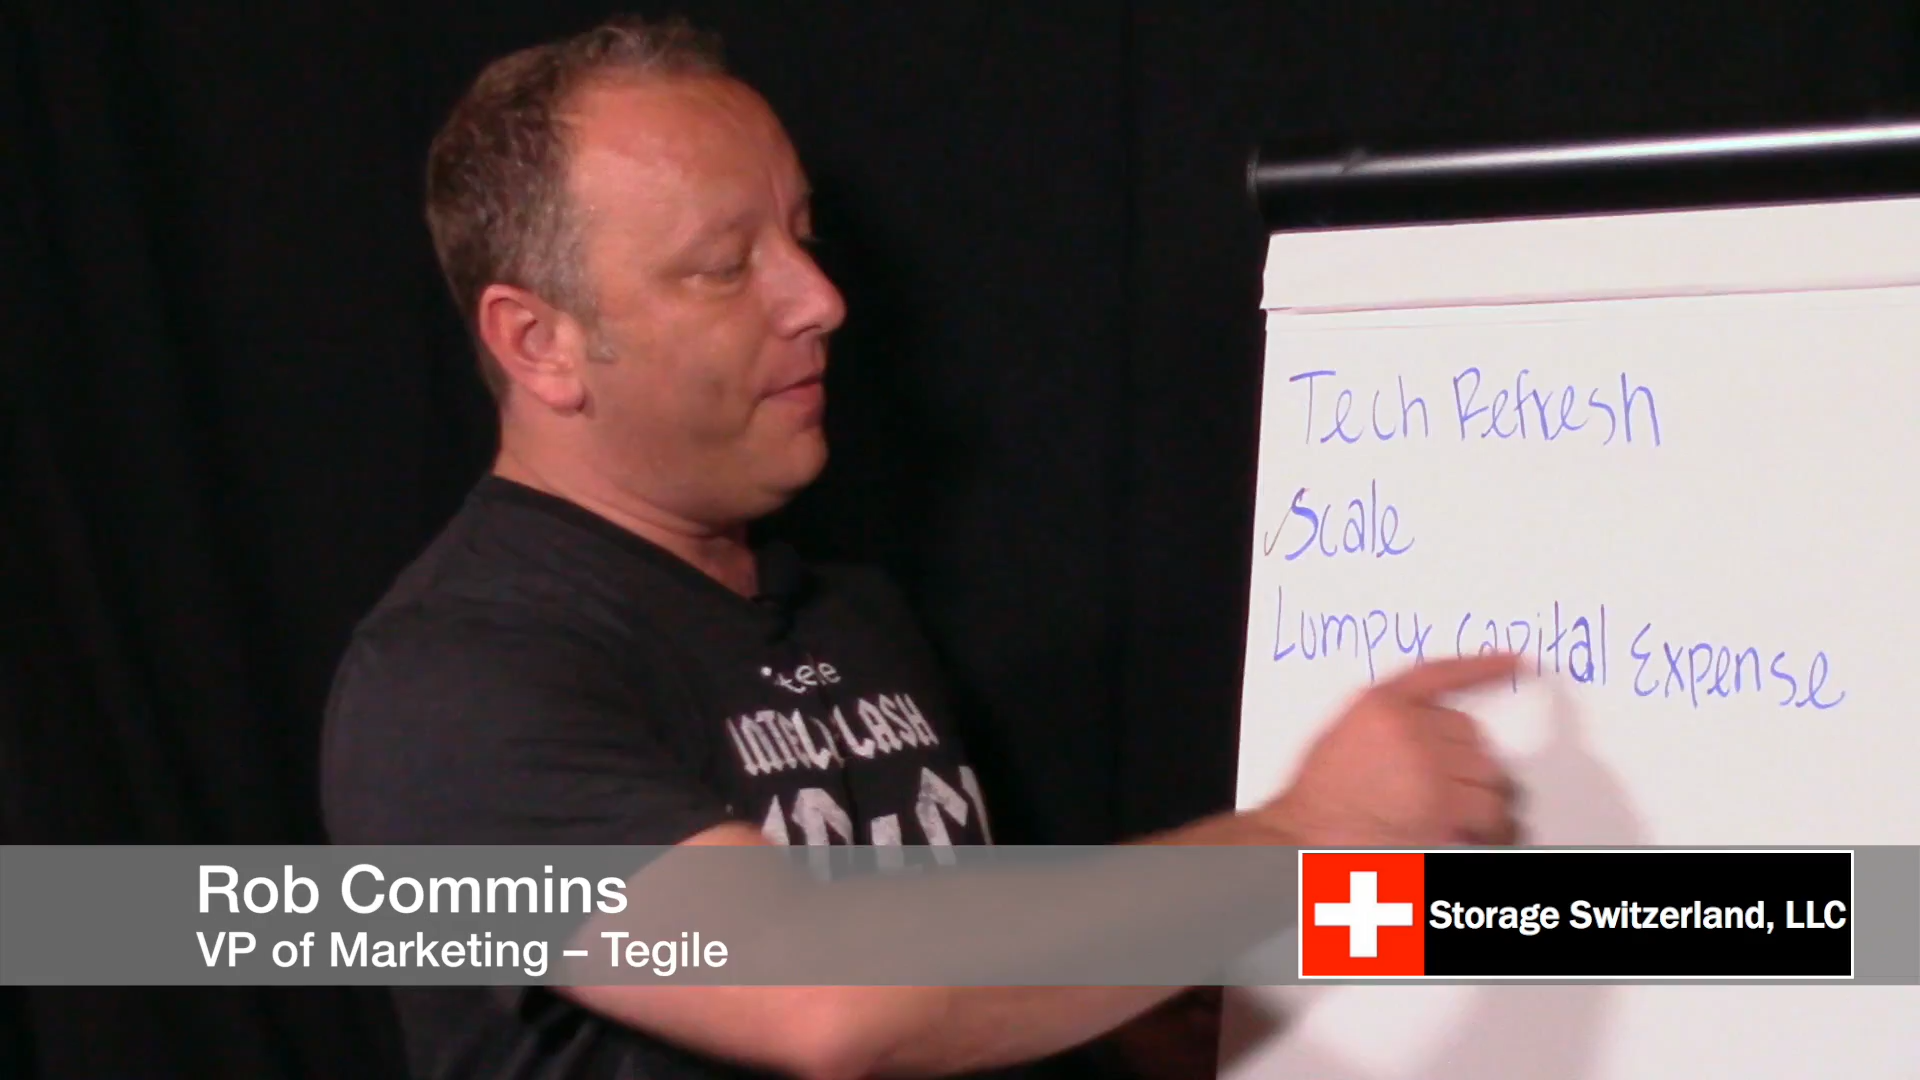 Tech Refresh
Scale
Lumpy Capital Expense
Rob Commins
VP of Marketing – Tegile
Storage Switzerland, LLC